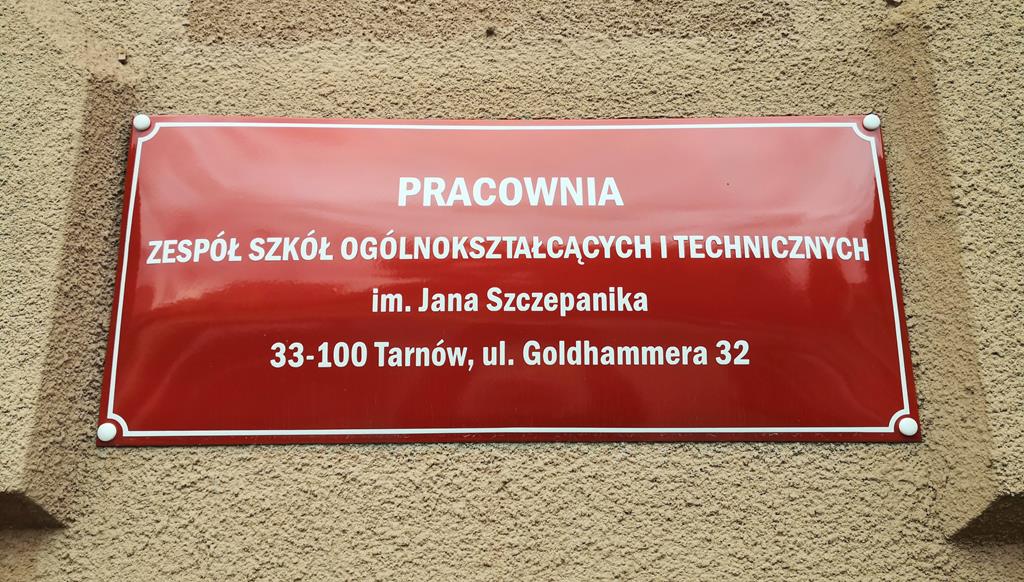 PRACOWNIA
ZESPÓŁ SZKÓŁ OGÓLNOKSZTAŁCĄCYCH I TECHNICZNYCH
im. Jana Szczepanika
33-100 Tarnów, ul. Goldhammera 32